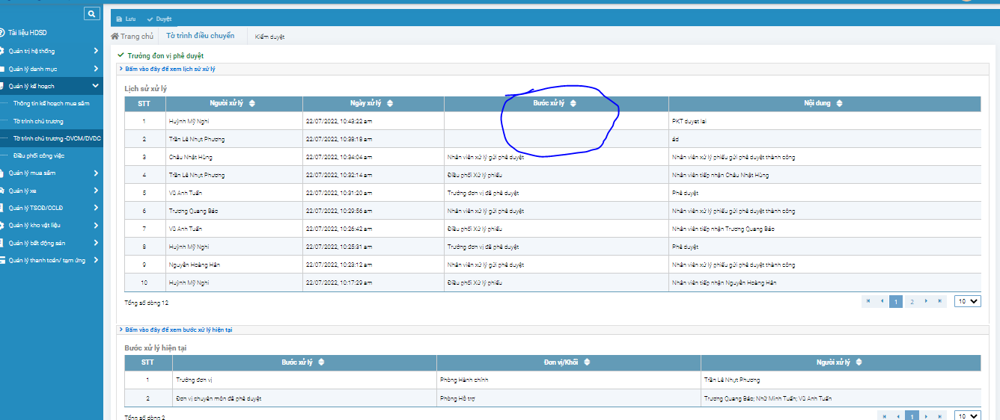 Lưu Duyệt
Tài liệu HDSD
Quản trị hệ thống
Quản lý danh mục
Quản lý kế hoạch
Thông tin kế hoạch mua sắm
Tờ trình chủ trương
Tờ trình chủ trương -DVCM/DVDC
Điều phối công việc
Quản lý mua sắm
Quản lý xe
Quản lý TSCĐ/CCLĐ
Quản lý kho vật liệu
Quản lý bất động sản
Quản lý thanh toán/ tạm ứng
Trang chủ Tờ trình điều chuyển Kiểm duyệt
Trưởng đơn vị phê duyệt
Bấm vào đây để xem lịch sử xử lý
Lịch sử xử lý
STT Người xử lý Ngày xử lý Bước xử lý Nội dung
1 Huỳnh Mỹ Nghi 22/07/2022, 10:43:22 am PKT duyet lai
2 Trần Lê Nhựt Phương 22/07/2022, 10:38:18 am ád
3 Châu Nhật Hùng 22/07/2022, 10:34:04 am Nhân viên xử lý gửi phê duyệt Nhân viên xử lý phiếu gửi phê duyệt thành công
4 Trần Lê Nhựt Phương 22/07/2022, 10:32:14 am Điều phối Xử lý phiếu Nhân viên tiếp nhận Châu Nhật Hùng
5 Vũ Anh Tuấn 22/07/2022, 10:31:20 am Trưởng đơn vị đã phê duyệt Phê duyệt
6 Trương Quang Bảo 22/07/2022, 10:29:56 am Nhân viên xử lý gửi phê duyệt Nhân viên xử lý phiếu gửi phê duyệt thành công
7 Vũ Anh Tuấn 22/07/2022, 10:26:42 am Điều phối Xử lý phiếu Nhân viên tiếp nhận Trương Quang Bảo
8 Huỳnh Mỹ Nghi 22/07/2022, 10:25:31 am Trưởng đơn vị đã phê duyệt Phê duyệt
9 Nguyễn Hoàng Hân 22/07/2022, 10:23:12 am Nhân viên xử lý gửi phê duyệt Nhân viên xử lý phiếu gửi phê duyệt thành công
10 Huỳnh Mỹ Nghi 22/07/2022, 10:17:29 am Điều phối Xử lý phiếu Nhân viên tiếp nhận Nguyễn Hoàng Hân
Tổng số dòng 12 1 2 10
Bấm vào đây để xem bước xử lý hiện tại
Bước xử lý hiện tại
STT Bước xử lý Đơn vị/Khối Người xử lý
1 Trưởng đơn vị Phòng Hành chính Trần Lê Nhựt Phương
2 Đơn vị chuyên môn đã phê duyệt Phòng Hỗ trợ Trương Quang Bảo; Nhữ Minh Tuấn; Vũ Anh Tuấn
Tổng số dòng 2 1 10